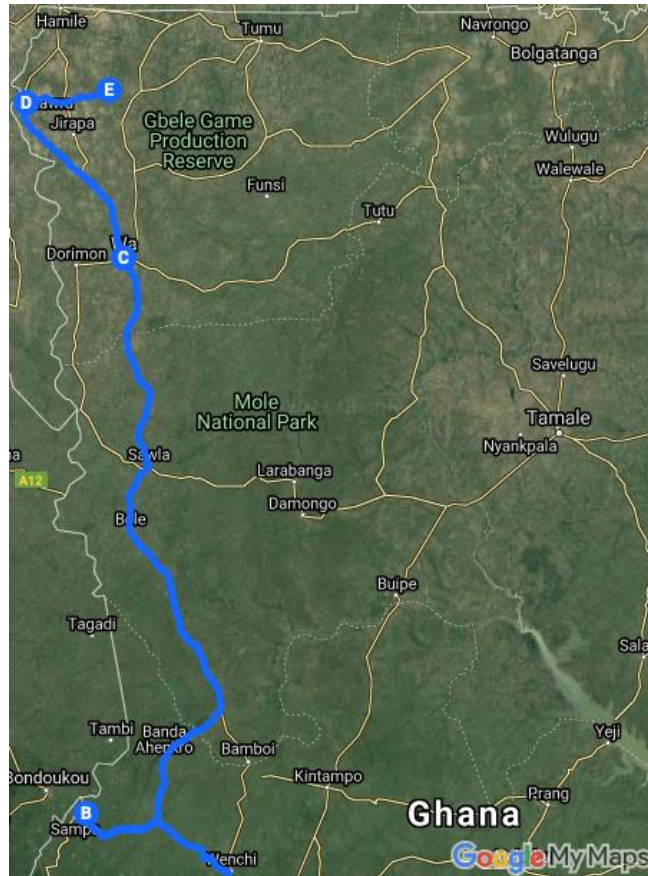 Hamile
Tumu
Navrongo
Bolgatanga
D
E
Jirapa
Gbele Game
Production
Reserve
Wulugu
Walewale
Funsi
Tutu
Dorimon
C
Savelugu
Mole
National Park
Tamale
Nyankpala
Sawla
Larabanga
A12
Damongo
Bole
Buipe
Tagadi
Sala
Tambi
Banda
Ahenkro
Bamboi
Yeji
Bondoukou
Kintampo
Prang
B
Ghana
Wenchi
Google My Maps